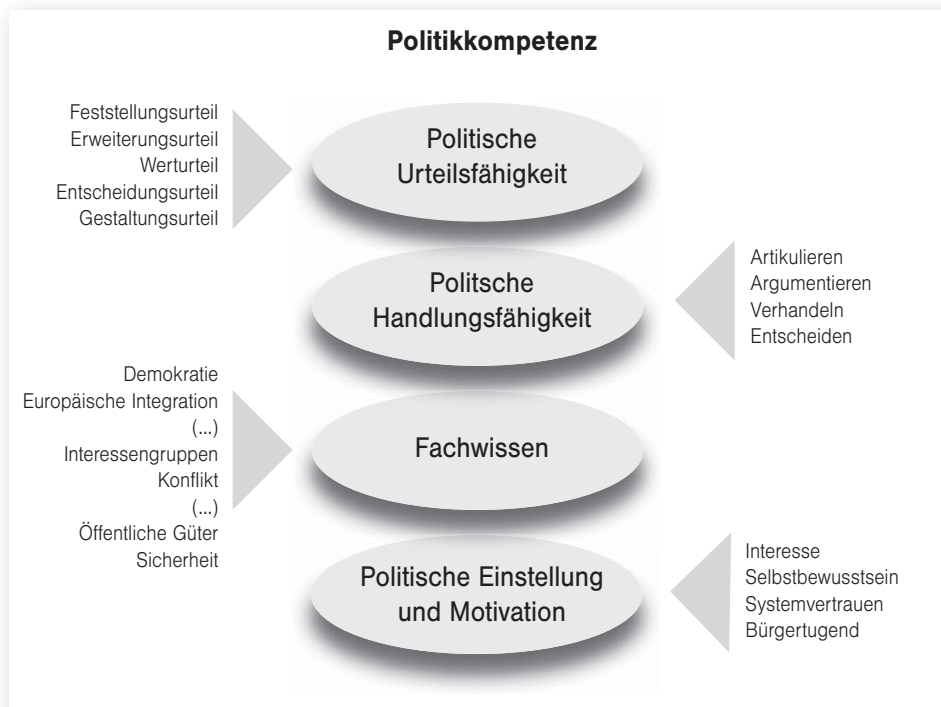 Politikkompetenz
Feststellungsurteil
Erweiterungsurteil
Werturteil
Entscheidungsurteil
Gestaltungsurteil
Politische
Urteilsfähigkeit
Politsche
Handlungsfähigkeit
Artikulieren
Argumentieren
Verhandeln
Entscheiden
Demokratie
Europäische Integration
(...)
Interessengruppen
Konflikt
(...)
Öffentliche Güter
Sicherheit
Fachwissen
Politische Einstellung
und Motivation
Interesse
Selbstbewusstsein
Systemvertrauen
Bürgertugend